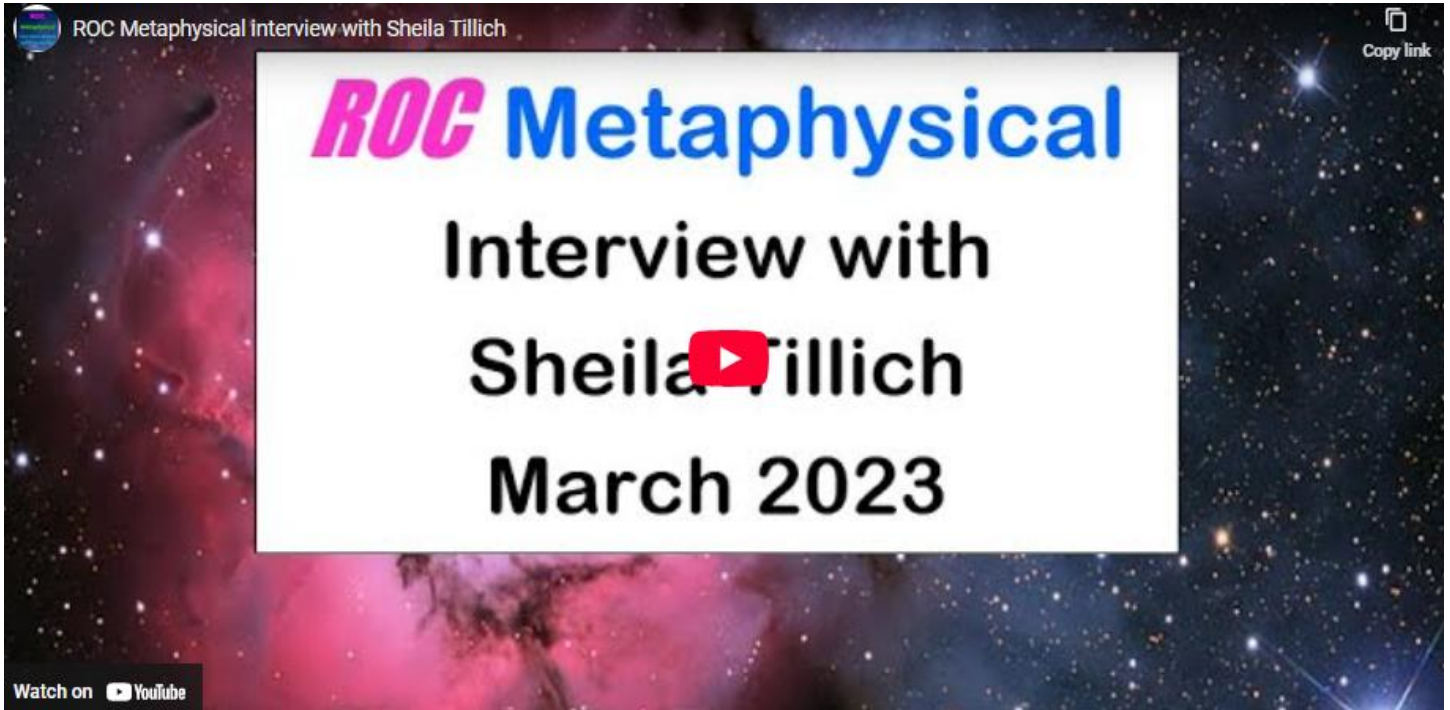 ROC Metaphysical Interview with Sheila Tillich
Copy link
ROC Metaphysical
Interview with
Sheila Tillich
March 2023
Watch on YouTube